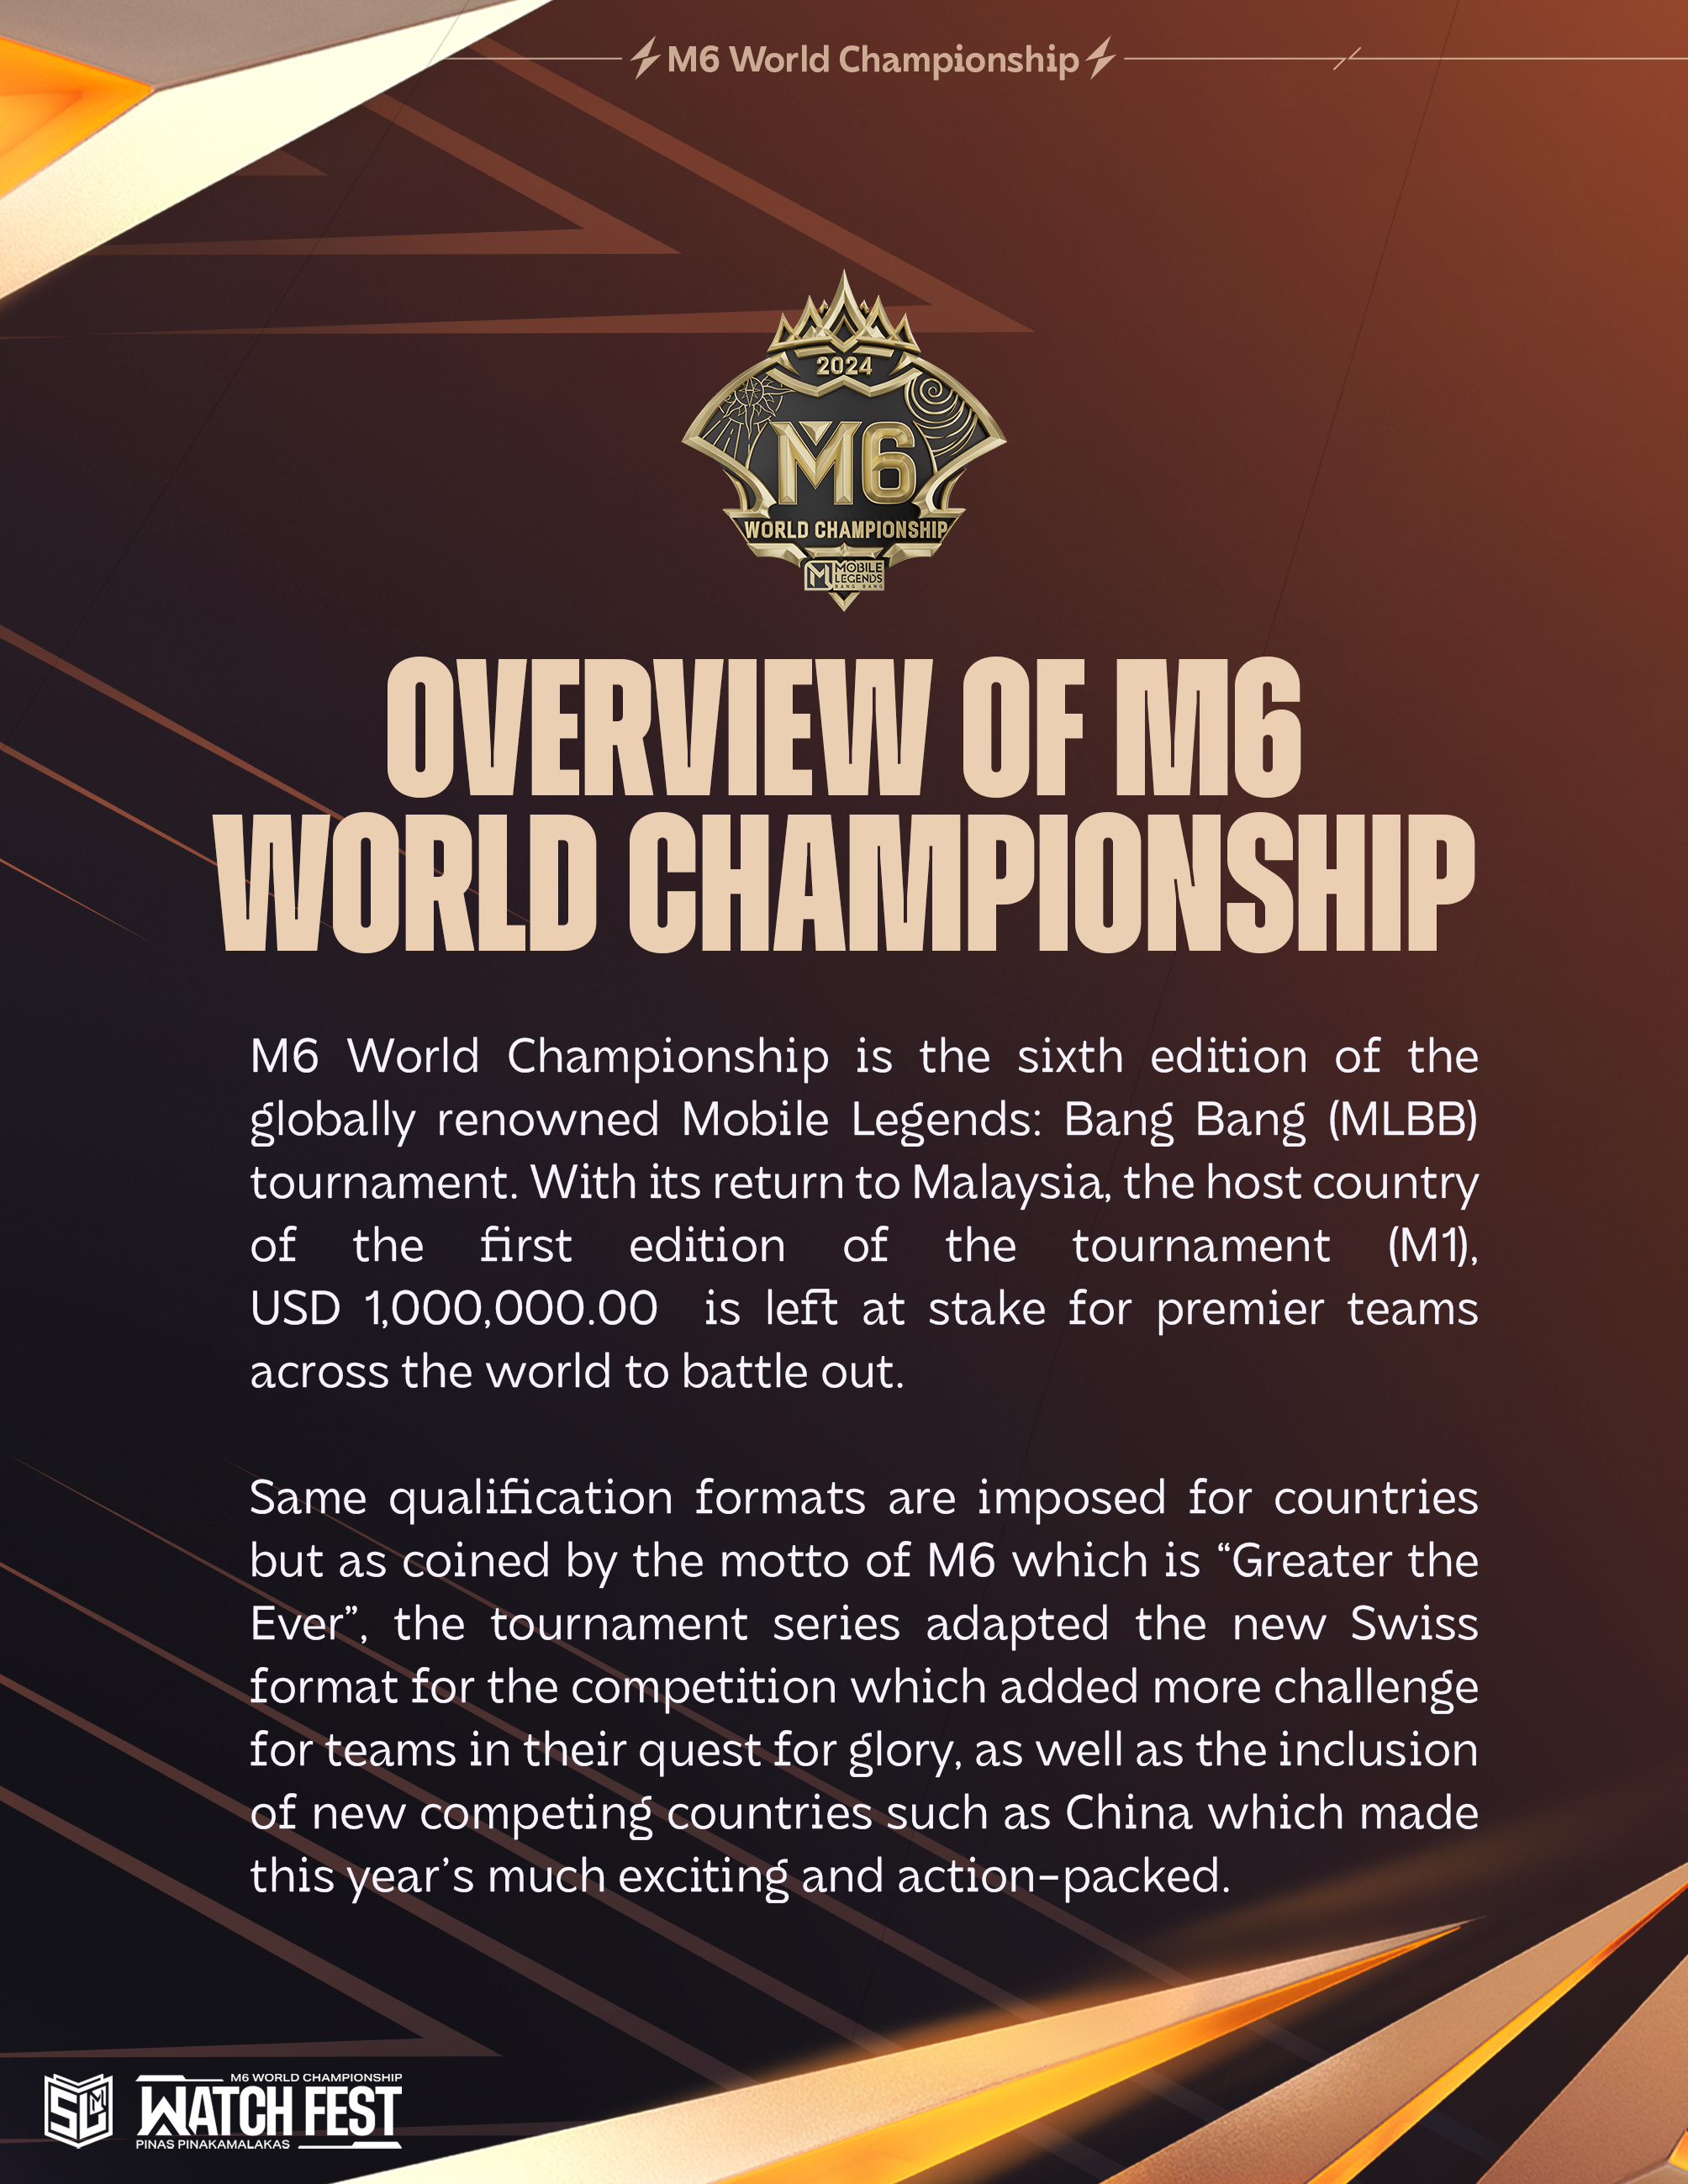 M6 World Championship
2024
M6
WORLD CHAMPIONSHIP
MOBILE
LEGENDS
BANG BANG
OVERVIEW OF M6
WORLD CHAMPIONSHIP
M6 World Championship is the sixth edition of the
globally renowned Mobile Legends: Bang Bang (MLBB)
tournament. With its return to Malaysia, the host country
of the first edition of the tournament (M1),
USD 1,000,000.00 is left at stake for premier teams
across the world to battle out.
Same qualification formats are imposed for countries
but as coined by the motto of M6 which is “Greater the
Ever”, the tournament series adapted the new Swiss
format for the competition which added more challenge
for teams in their quest for glory, as well as the inclusion
of new competing countries such as China which made
this year’s much exciting and action-packed.
M6 WORLD CHAMPIONSHIP
WATCH FEST
PINAS PINAKAMALAKAS